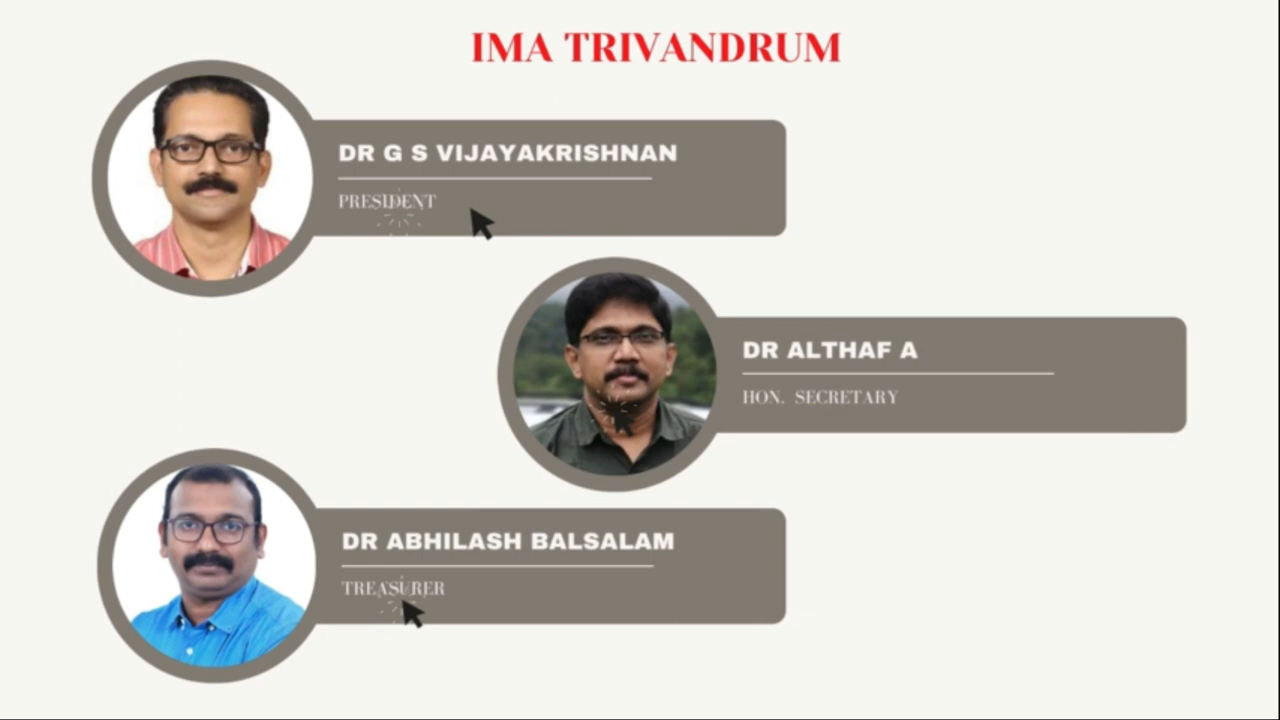 IMA TRIVANDRUM
DR G S VIJAYAKRISHNAN
PRESIDENT
DR ALTHAF A
HON. SECRETARY
DR ABHILASH BALSALAM
TREASURER